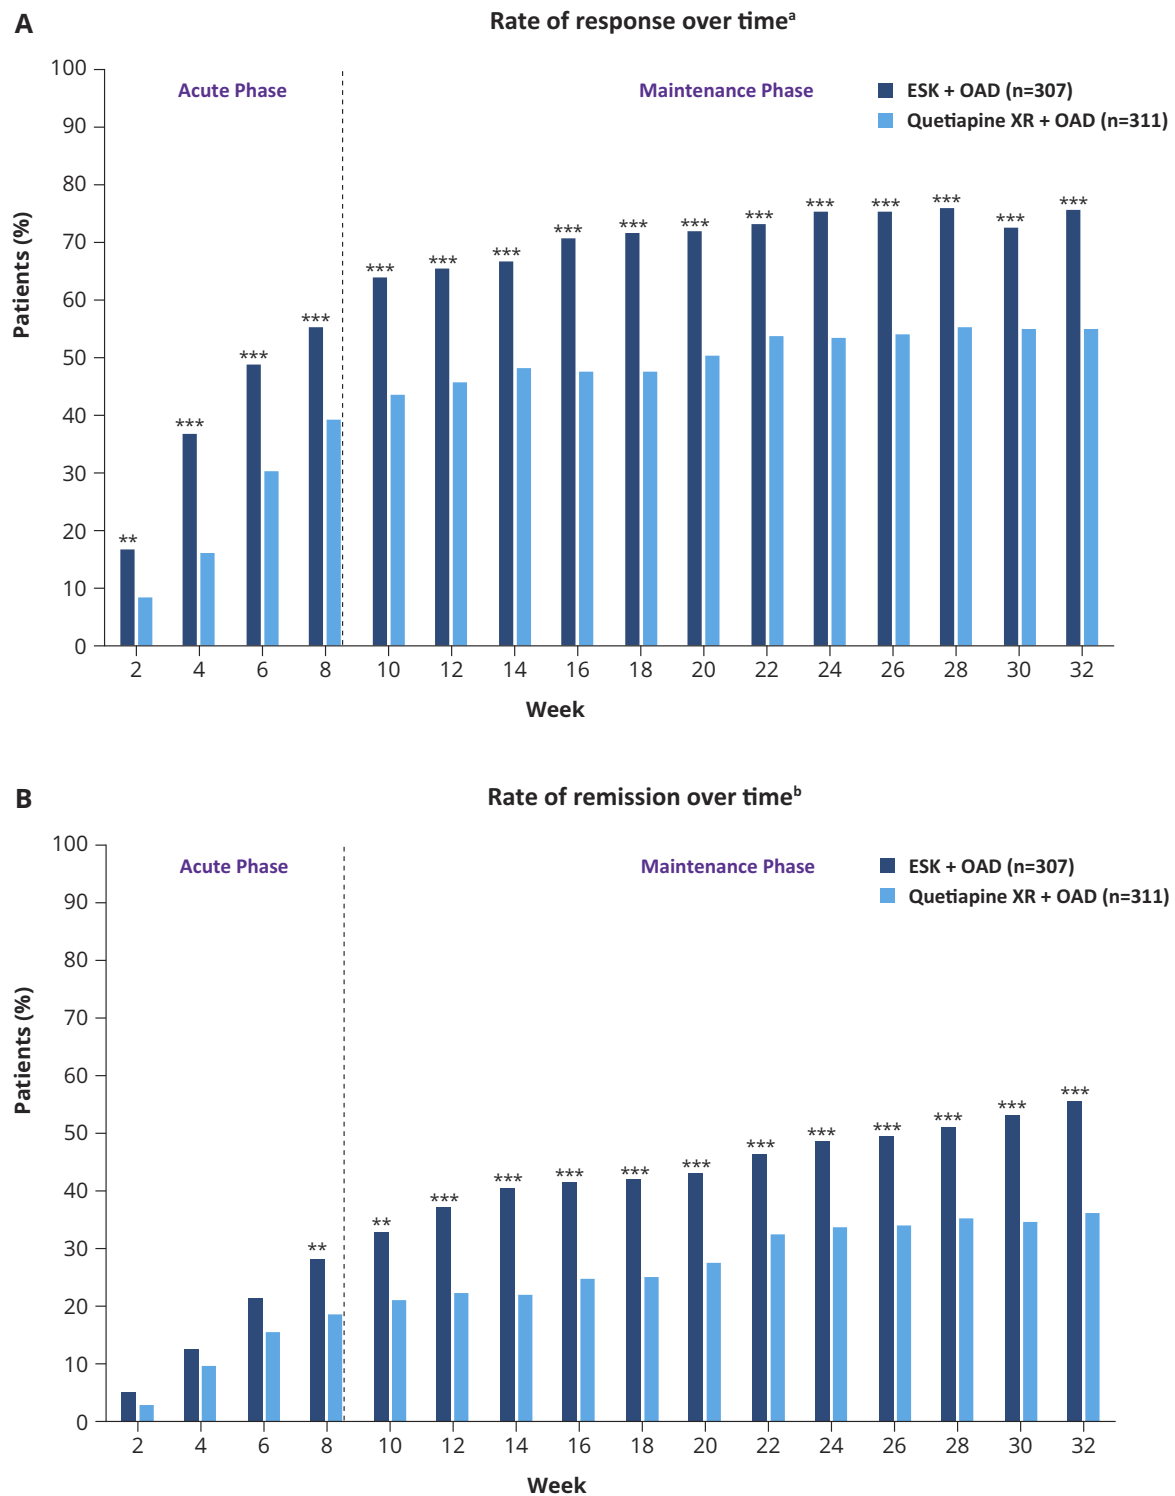 A
Rate of response over timeᵃ
Acute Phase
Maintenance Phase
ESK + OAD (n=307)
Quetiapine XR + OAD (n=311)
Patients (%)
100
90
80
70
60
50
40
30
20
10
0
** *** *** *** *** *** *** *** *** *** *** *** *** *** *** ***
2 4 6 8 10 12 14 16 18 20 22 24 26 28 30 32
Week
B
Rate of remission over timeᵇ
Acute Phase
Maintenance Phase
ESK + OAD (n=307)
Quetiapine XR + OAD (n=311)
Patients (%)
100
90
80
70
60
50
40
30
20
10
0
** ** *** *** *** *** *** *** *** *** *** *** ***
2 4 6 8 10 12 14 16 18 20 22 24 26 28 30 32
Week